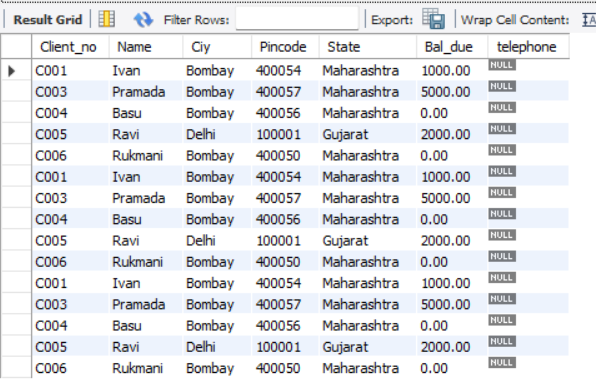 Result Grid Filter Rows: Export: Wrap Cell Content: IA
Client_no Name Ciy Pincode State Bal_due telephone
C001 Ivan Bombay 400054 Maharashtra 1000.00 NULL
C003 Pramada Bombay 400057 Maharashtra 5000.00 NULL
C004 Basu Bombay 400056 Maharashtra 0.00 NULL
C005 Ravi Delhi 100001 Gujarat 2000.00 NULL
C006 Rukmani Bombay 400050 Maharashtra 0.00 NULL
C001 Ivan Bombay 400054 Maharashtra 1000.00 NULL
C003 Pramada Bombay 400057 Maharashtra 5000.00 NULL
C004 Basu Bombay 400056 Maharashtra 0.00 NULL
C005 Ravi Delhi 100001 Gujarat 2000.00 NULL
C006 Rukmani Bombay 400050 Maharashtra 0.00 NULL
C001 Ivan Bombay 400054 Maharashtra 1000.00 NULL
C003 Pramada Bombay 400057 Maharashtra 5000.00 NULL
C004 Basu Bombay 400056 Maharashtra 0.00 NULL
C005 Ravi Delhi 100001 Gujarat 2000.00 NULL
C006 Rukmani Bombay 400050 Maharashtra 0.00 NULL